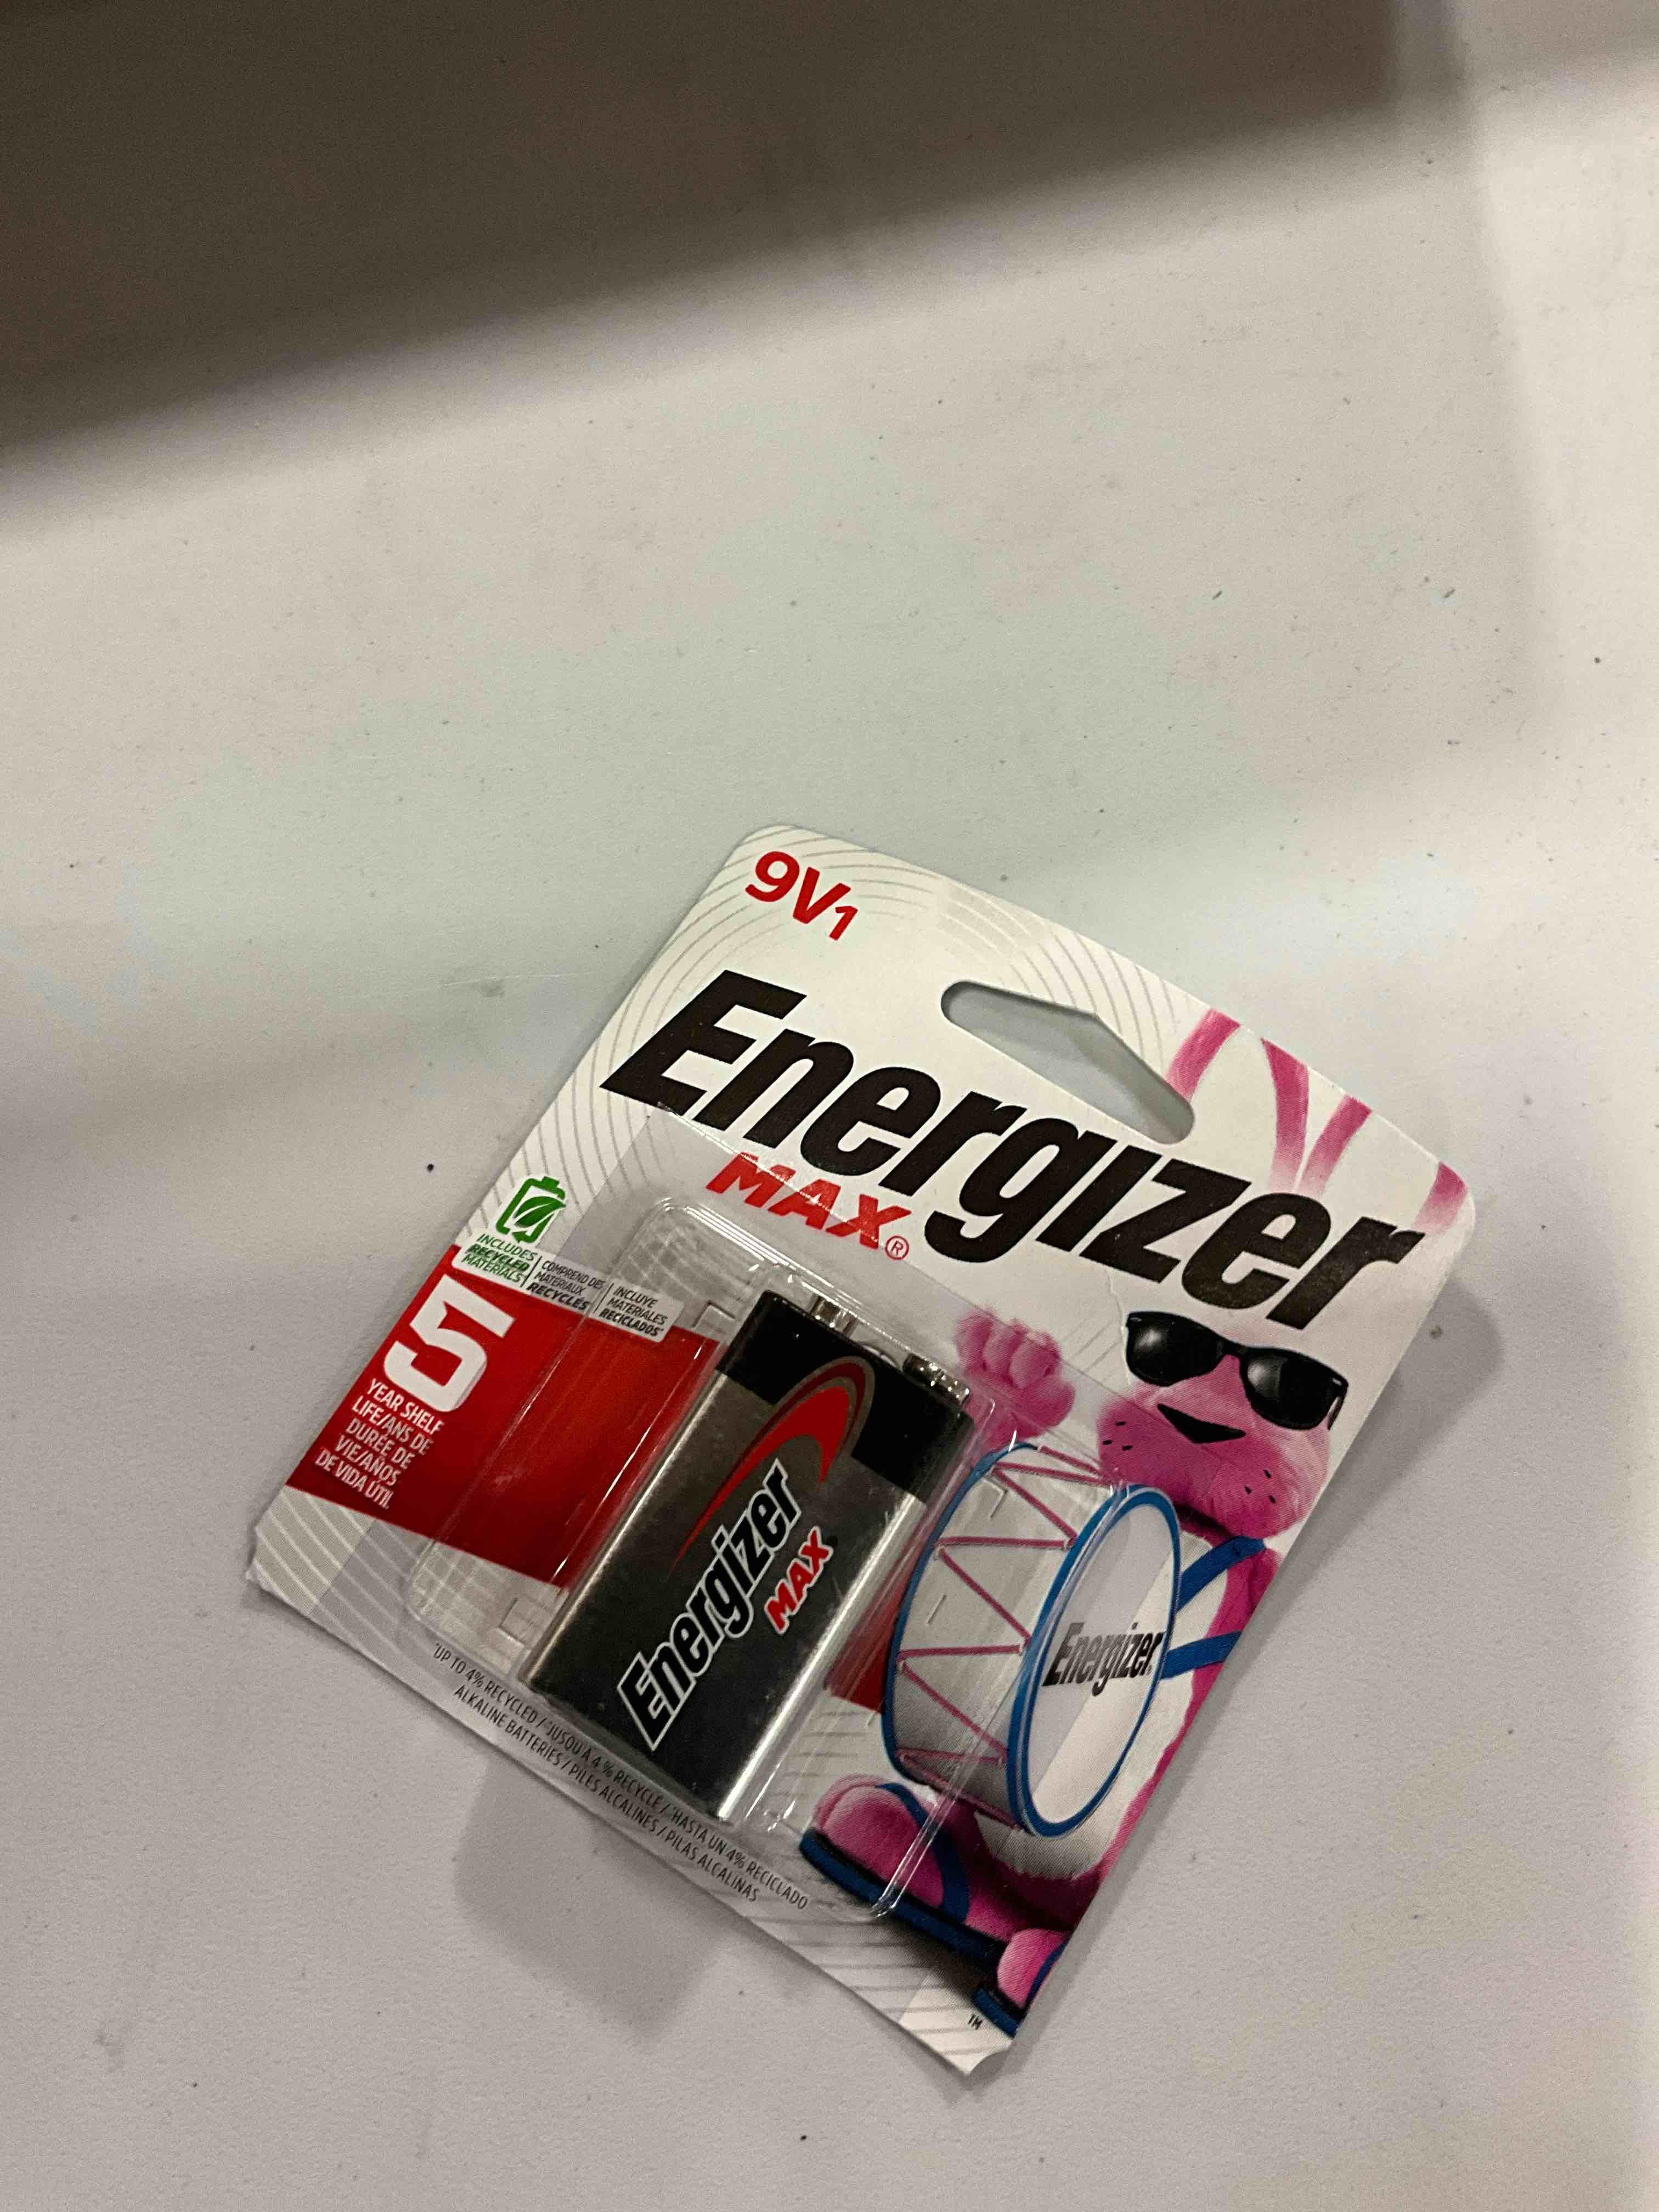 9V1
Energizer
MAX®
INCLUDES
RECYCLED
MATERIALS
COMPREND DES
MATÉRIAUX
RECYCLÉS
INCLUYE
MATERIALES
RECICLADOS*
5
YEAR SHELF
LIFE/ANS DE
DURÉE DE
VIE/AÑOS
DE VIDA ÚTIL
Energizer
MAX
Energizer
*UP TO 4% RECYCLED / *JUSQU'À 4 % RECYCLÉ / *HASTA UN 4% RECICLADO
ALKALINE BATTERIES / PILES ALCALINES / PILAS ALCALINAS
TM